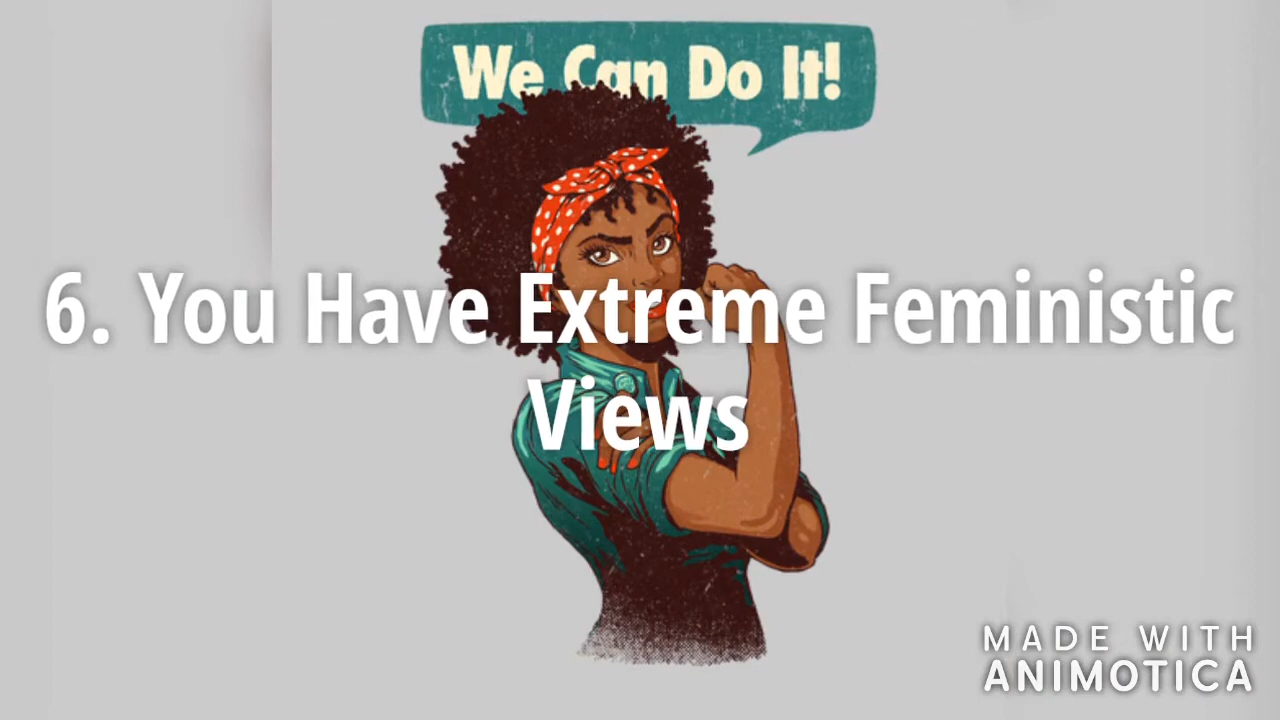 We Can Do It!
6. You Have Extreme Feministic
Views
MADE WITH
ANIMOTICA